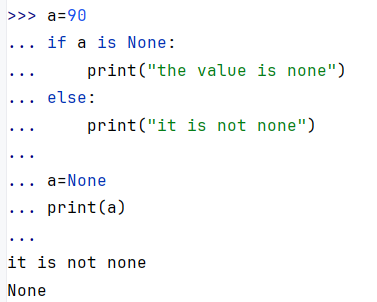 >>> a=90
... if a is None:
...     print("the value is none")
... else:
...     print("it is not none")
...
... a=None
... print(a)
...
it is not none
None